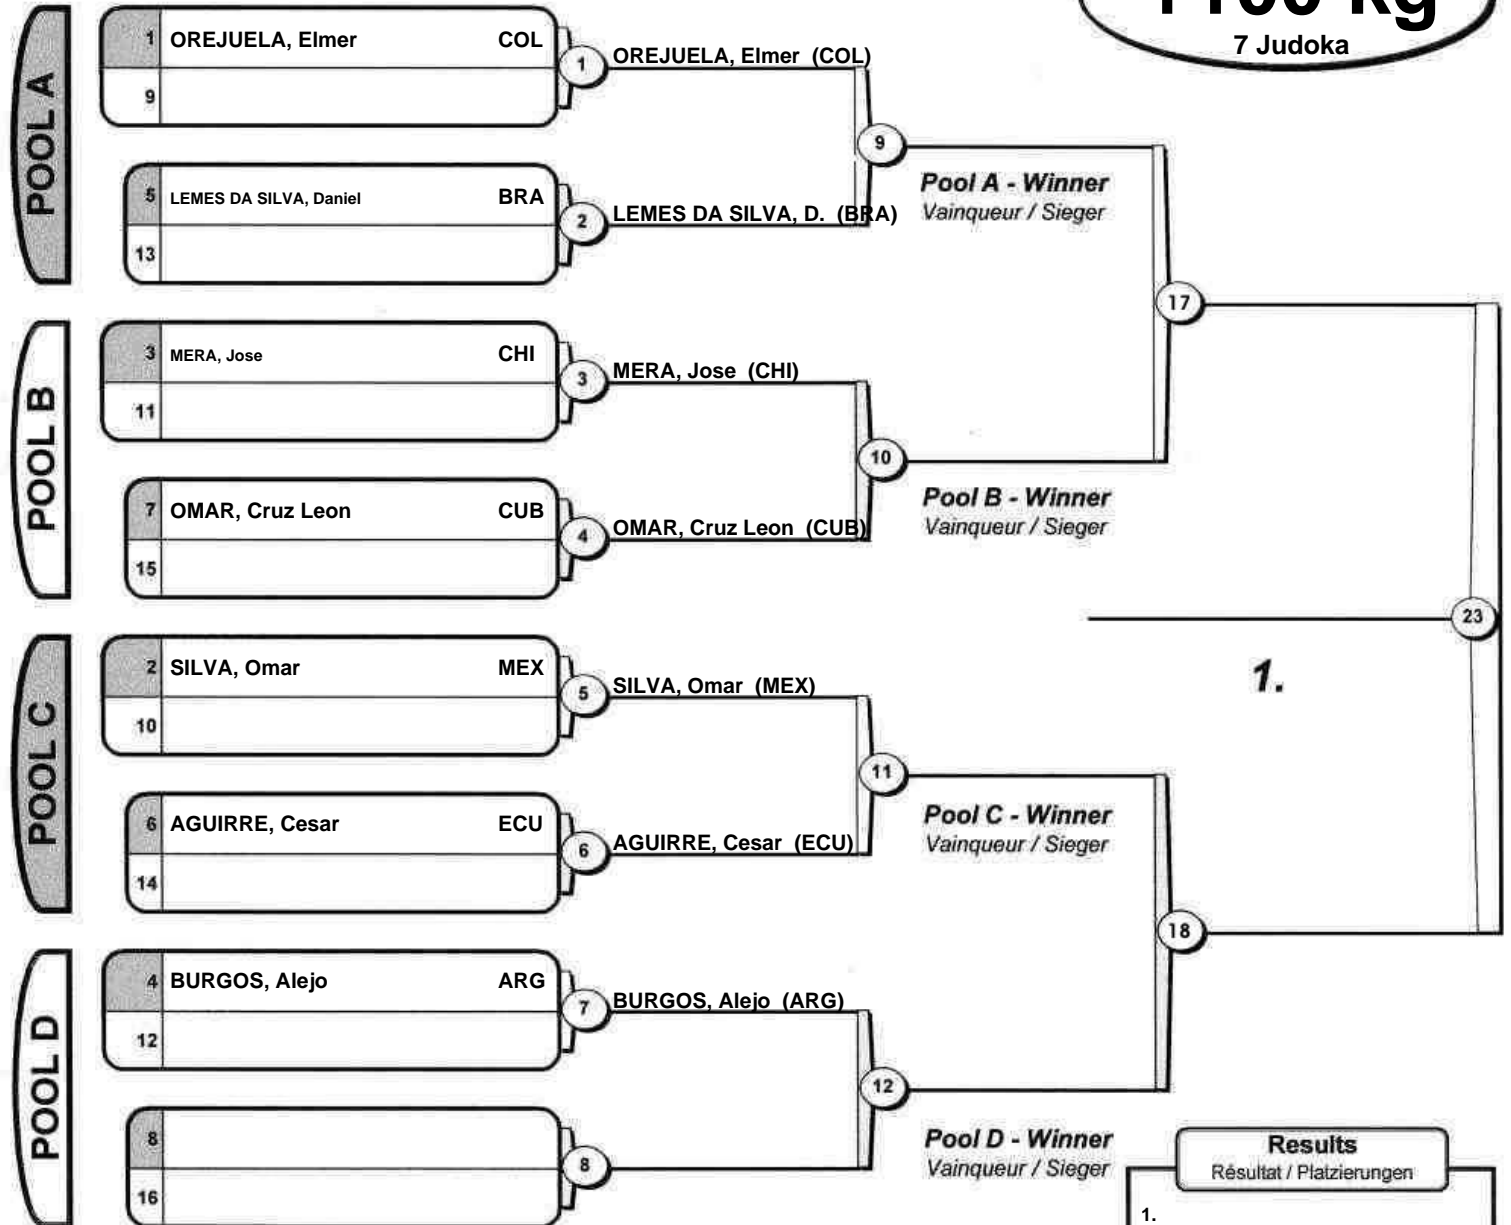 7 Judoka
POOL A
1 OREJUELA, Elmer COL
9
1
OREJUELA, Elmer (COL)
5 LEMES DA SILVA, Daniel BRA
13
2
LEMES DA SILVA, D. (BRA)
9
Pool A - Winner
Vainqueur / Sieger
POOL B
3 MERA, Jose CHI
11
3
MERA, Jose (CHI)
7 OMAR, Cruz Leon CUB
15
4
OMAR, Cruz Leon (CUB)
10
Pool B - Winner
Vainqueur / Sieger
17
POOL C
2 SILVA, Omar MEX
10
5
SILVA, Omar (MEX)
6 AGUIRRE, Cesar ECU
14
6
AGUIRRE, Cesar (ECU)
11
Pool C - Winner
Vainqueur / Sieger
23
1.
POOL D
4 BURGOS, Alejo ARG
12
7
BURGOS, Alejo (ARG)
8
16
8
12
Pool D - Winner
Vainqueur / Sieger
18
Results
Résultat / Platzierungen
1.